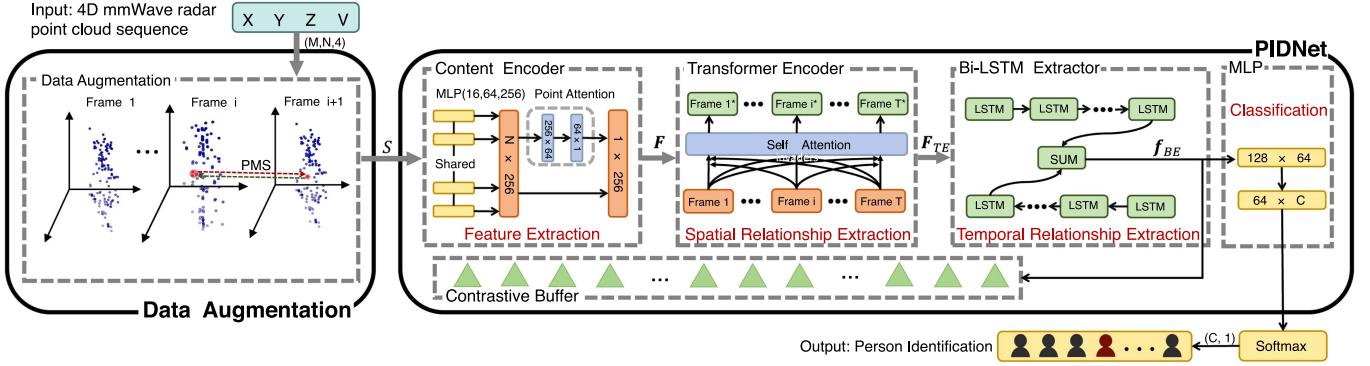 Input: 4D mmWave radar
point cloud sequence
X Y Z V
(M,N,4)
Data Augmentation
Frame 1
Frame i
Frame i+1
PMS
Data Augmentation
S
PIDNet
Content Encoder
MLP(16,64,256)
Point Attention
Shared
N × 256
256 × 64
64 × 1
1 × 256
Feature Extraction
F
Transformer Encoder
Frame 1*
Frame i*
Frame T*
Self Attention
Frame 1
Frame i
Frame T
Spatial Relationship Extraction
F_TE
Bi-LSTM Extractor
LSTM
LSTM
LSTM
SUM
LSTM
LSTM
LSTM
Temporal Relationship Extraction
f_BE
MLP
Classification
128 × 64
64 × C
Contrastive Buffer
Softmax
(C, 1)
Output: Person Identification